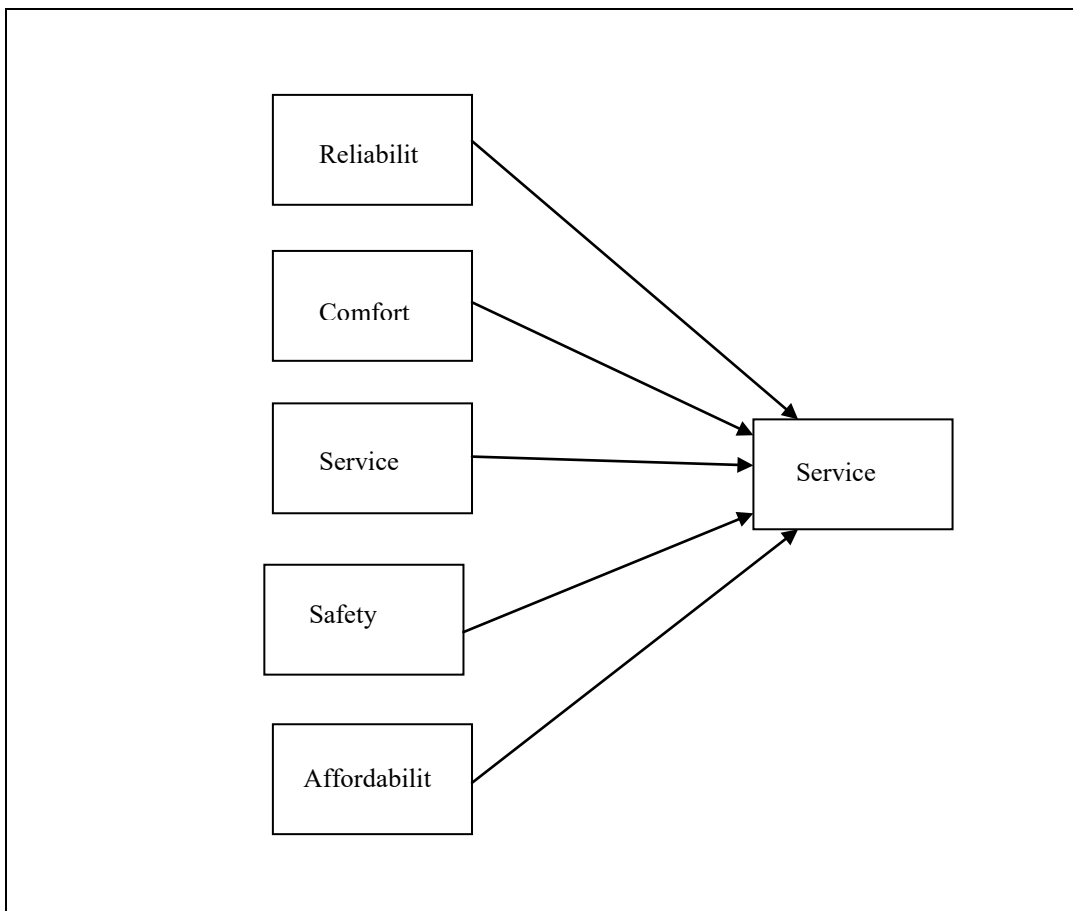 Reliabilit
Comfort
Service
Service
Safety
Affordabilit